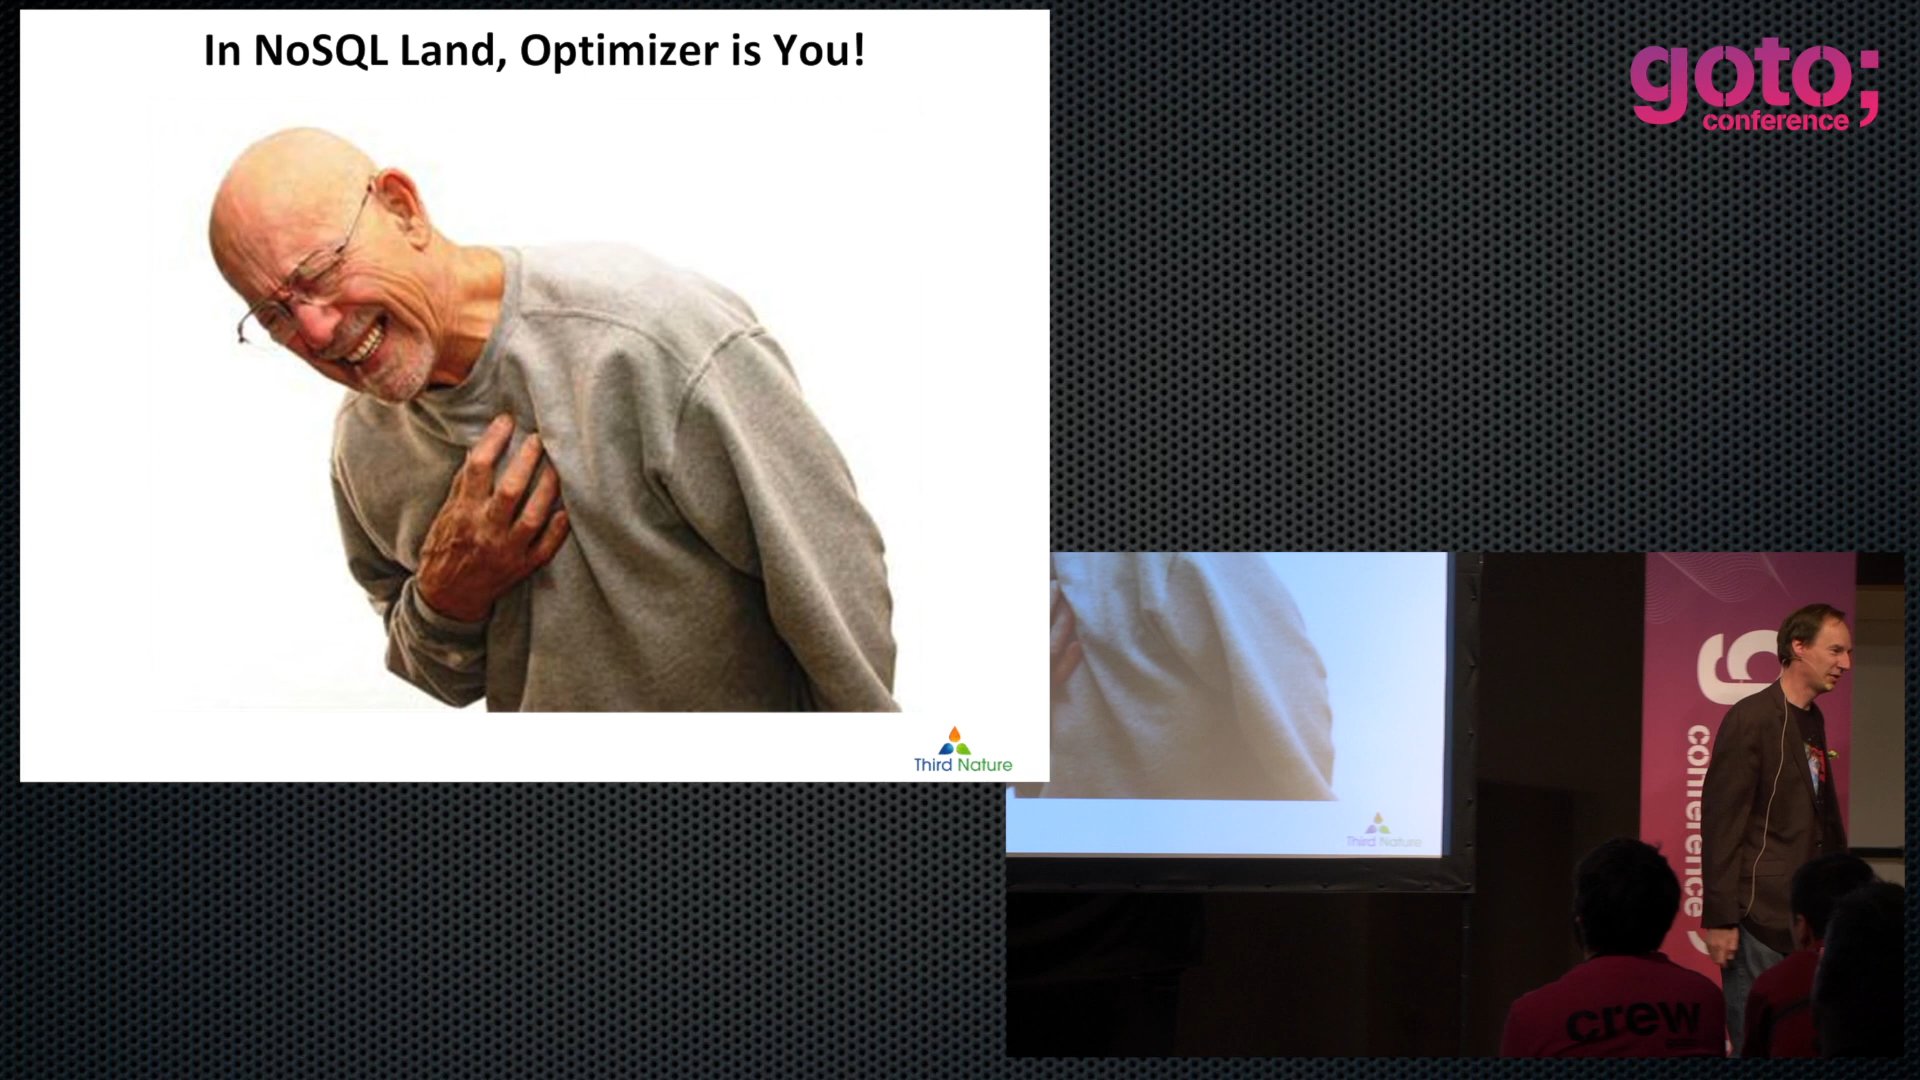 In NoSQL Land, Optimizer is You!
goto;
conference
Third Nature
Third Nature
g
conference
crew